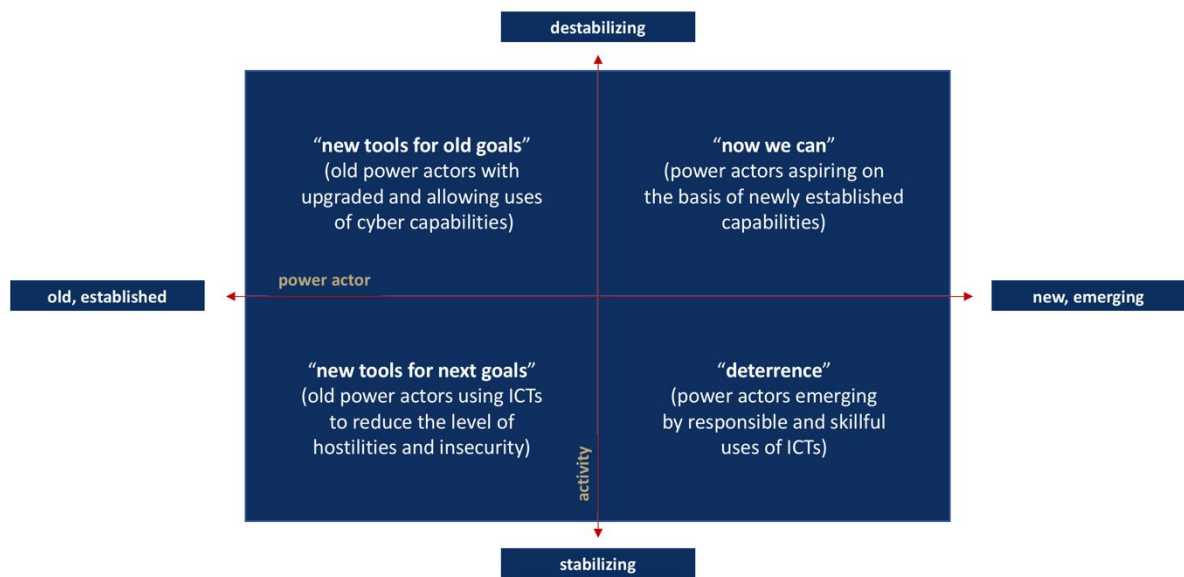 destabilizing
“new tools for old goals”
(old power actors with
upgraded and allowing uses
of cyber capabilities)
“now we can”
(power actors aspiring on
the basis of newly established
capabilities)
power actor
old, established
new, emerging
“new tools for next goals”
(old power actors using ICTs
to reduce the level of
hostilities and insecurity)
“deterrence”
(power actors emerging
by responsible and skillful
uses of ICTs)
activity
stabilizing